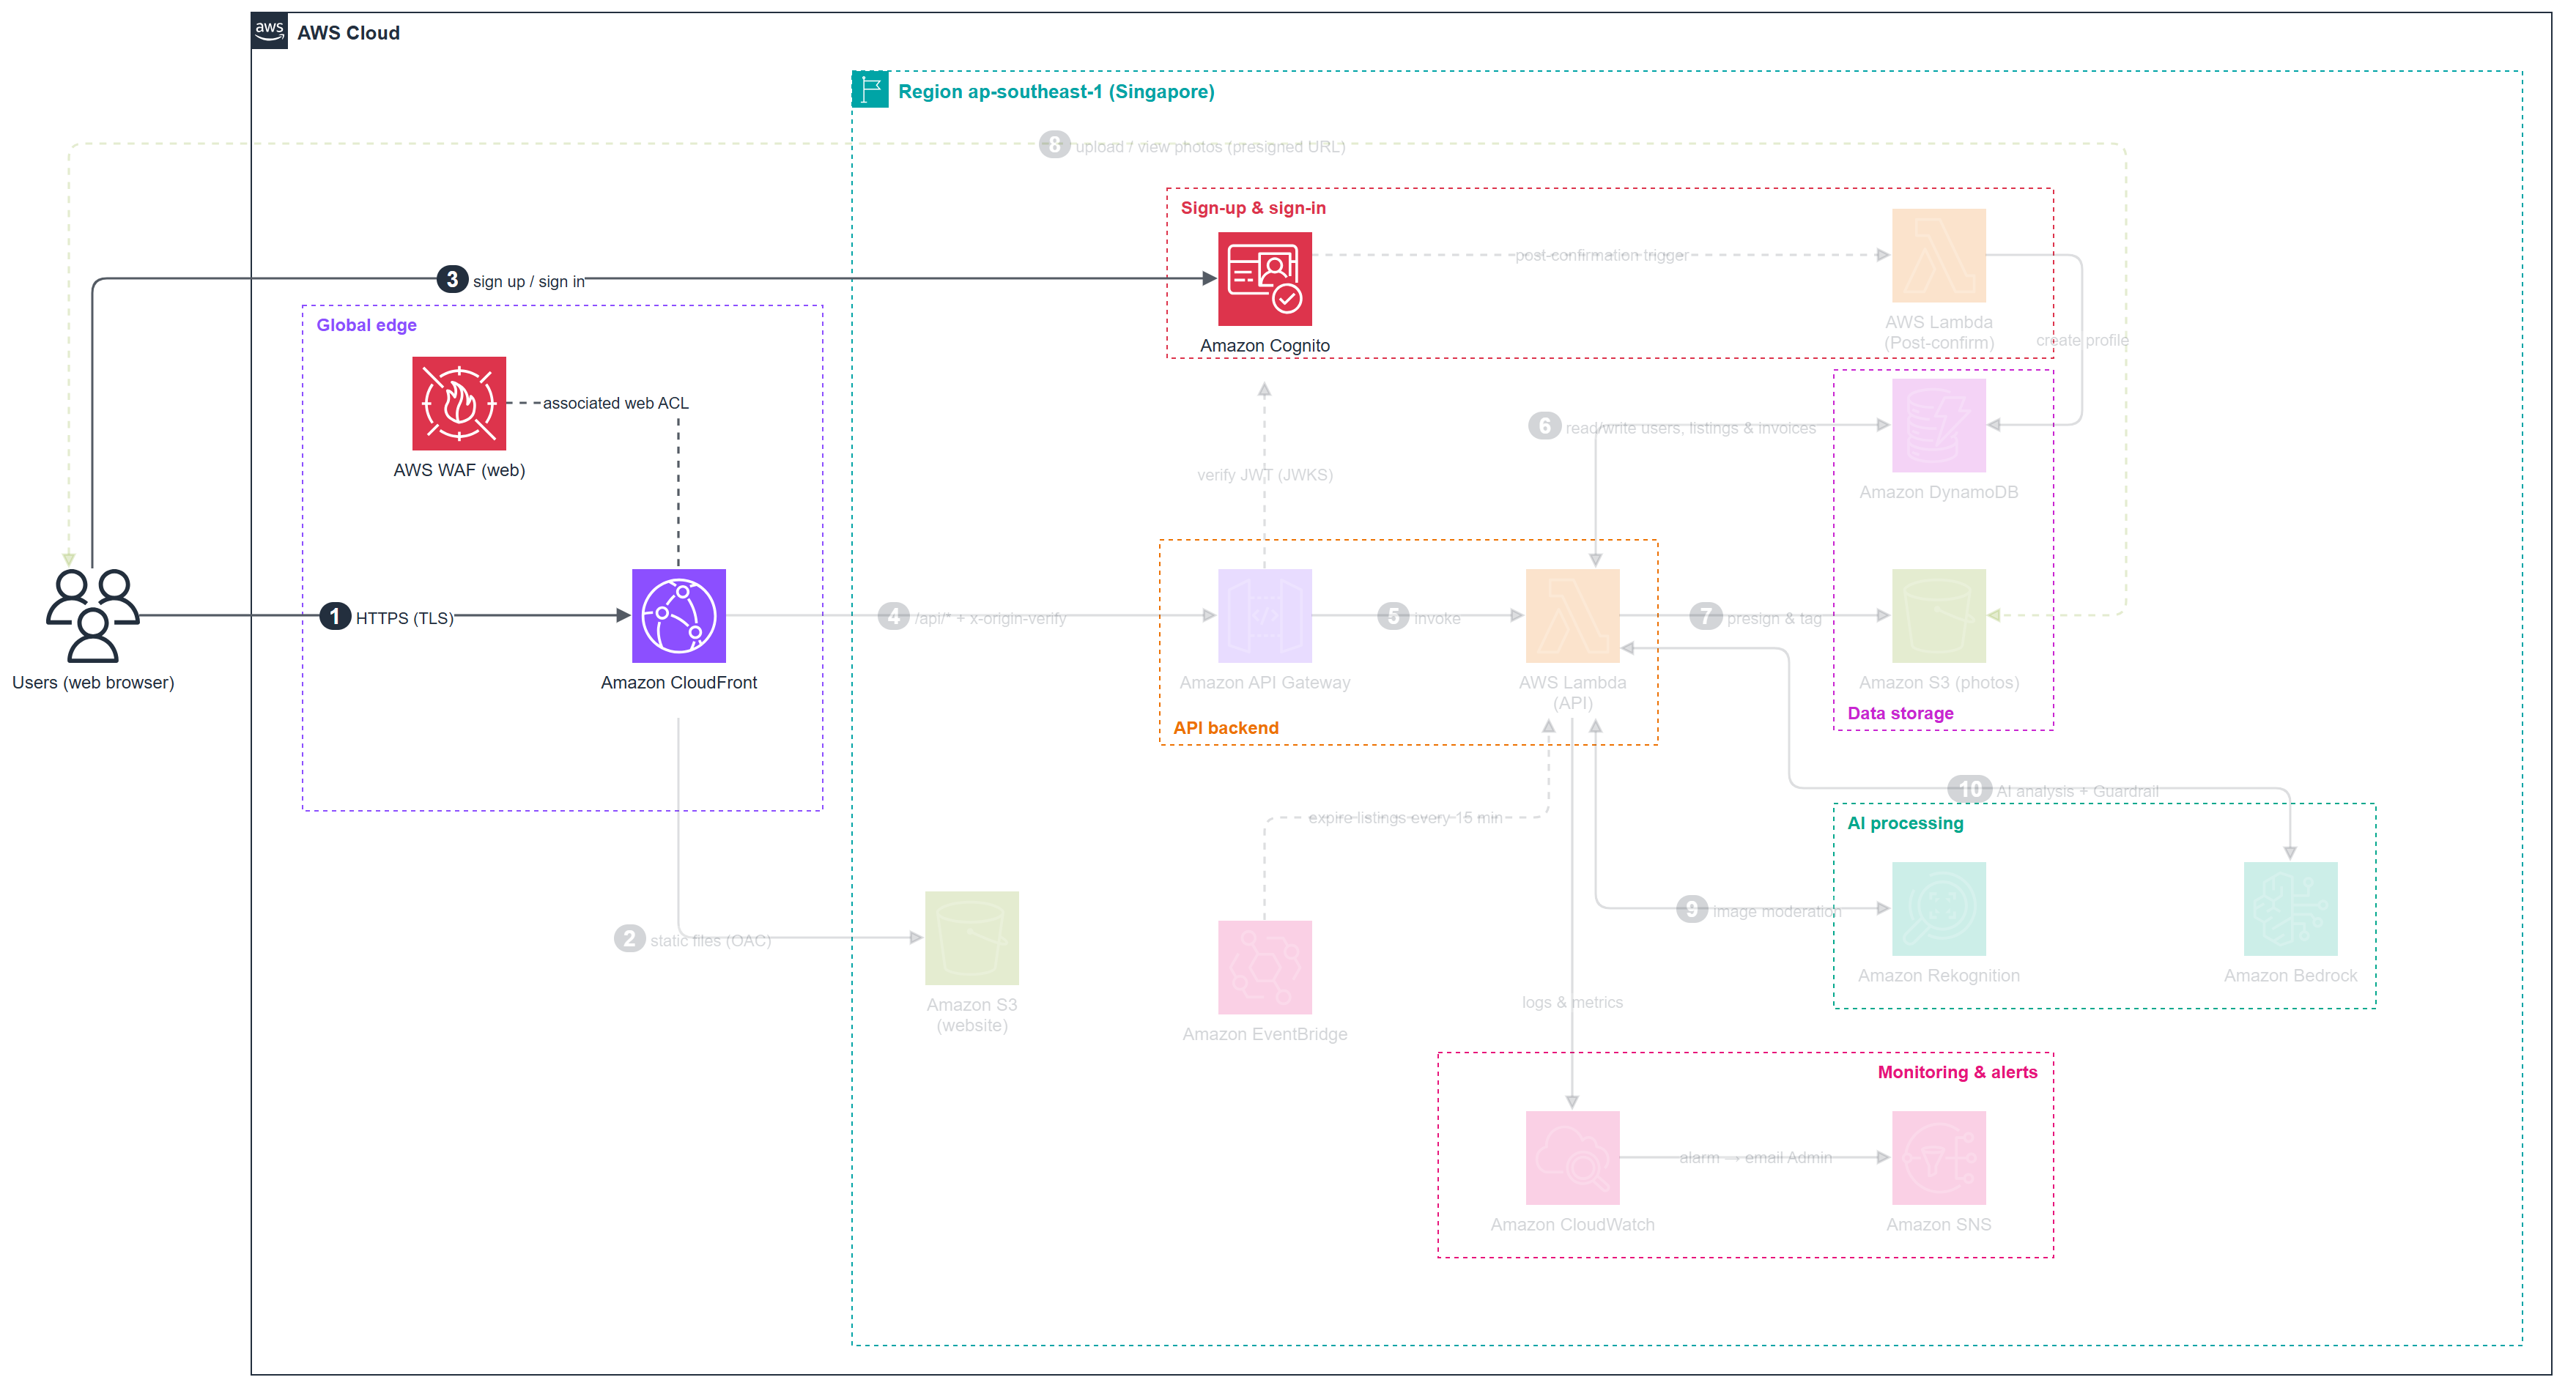 aws
AWS Cloud
Region ap-southeast-1 (Singapore)
8 upload / view photos (presigned URL)
Sign-up & sign-in
post-confirmation trigger
3 sign up / sign in
Amazon Cognito
AWS Lambda
(Post-confirm)
create profile
Global edge
associated web ACL
AWS WAF (web)
6 read/write users, listings & invoices
verify JWT (JWKS)
Amazon DynamoDB
1 HTTPS (TLS)
4 /api/* + x-origin-verify
5 invoke
7 presign & tag
Users (web browser)
Amazon CloudFront
Amazon API Gateway
AWS Lambda
(API)
Amazon S3 (photos)
API backend
Data storage
10 AI analysis + Guardrail
expire listings every 15 min
AI processing
9 image moderation
2 static files (OAC)
Amazon Rekognition
Amazon Bedrock
Amazon S3
(website)
logs & metrics
Amazon EventBridge
Monitoring & alerts
alarm → email Admin
Amazon CloudWatch
Amazon SNS